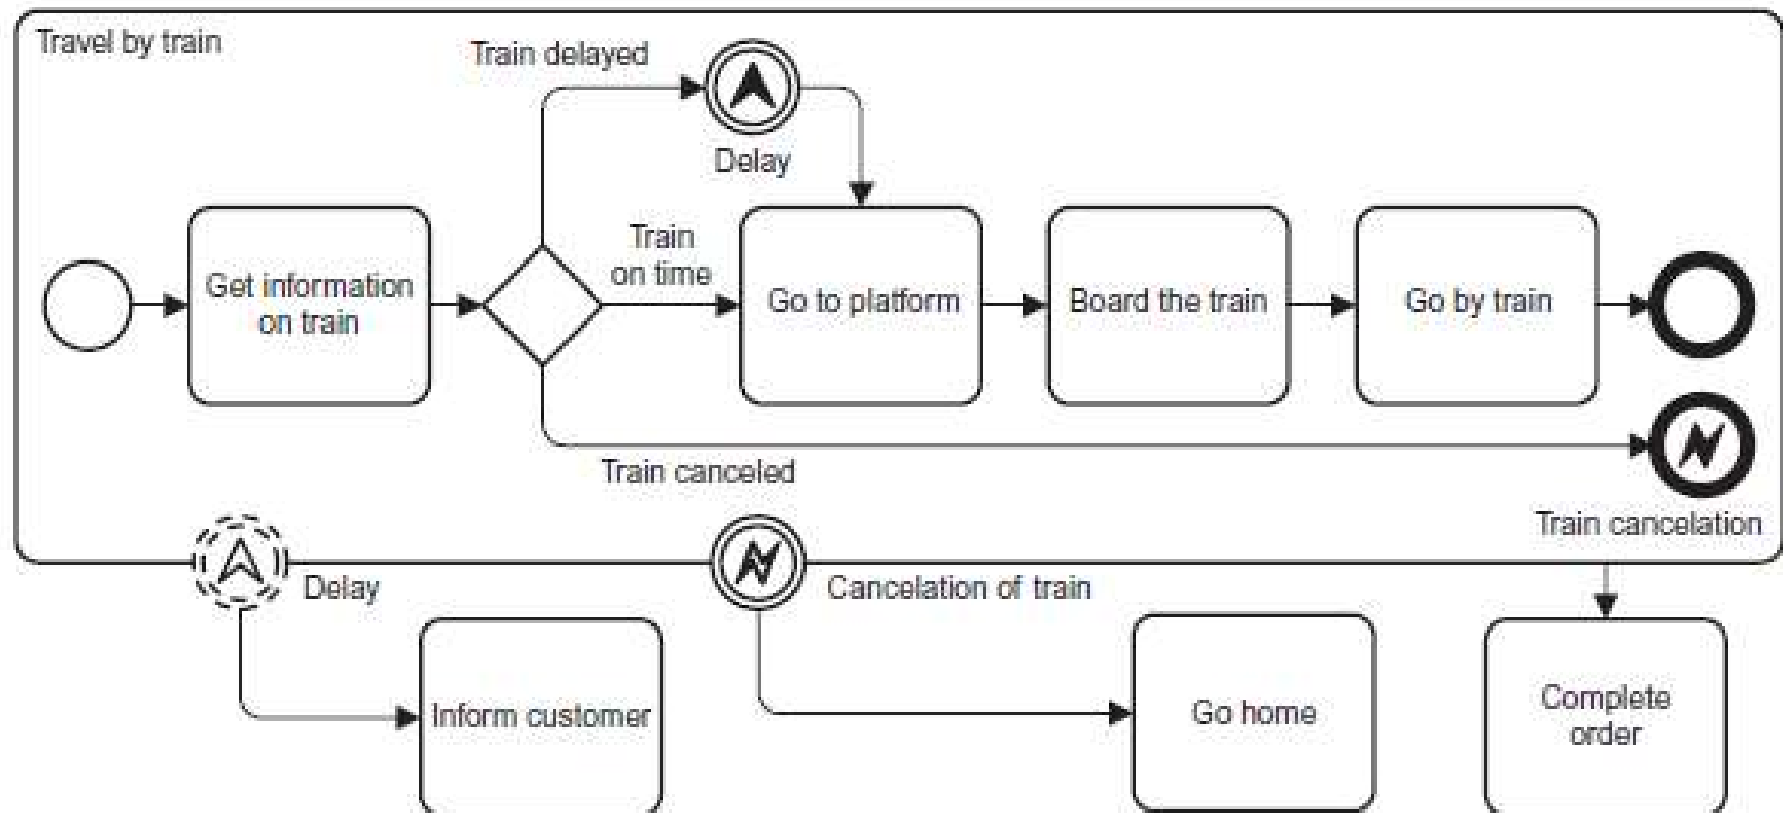 Travel by train
Train delayed
Delay
Get information
on train
Train
on time
Go to platform
Board the train
Go by train
Train canceled
Train cancelation
Delay
Cancelation of train
Inform customer
Go home
Complete
order